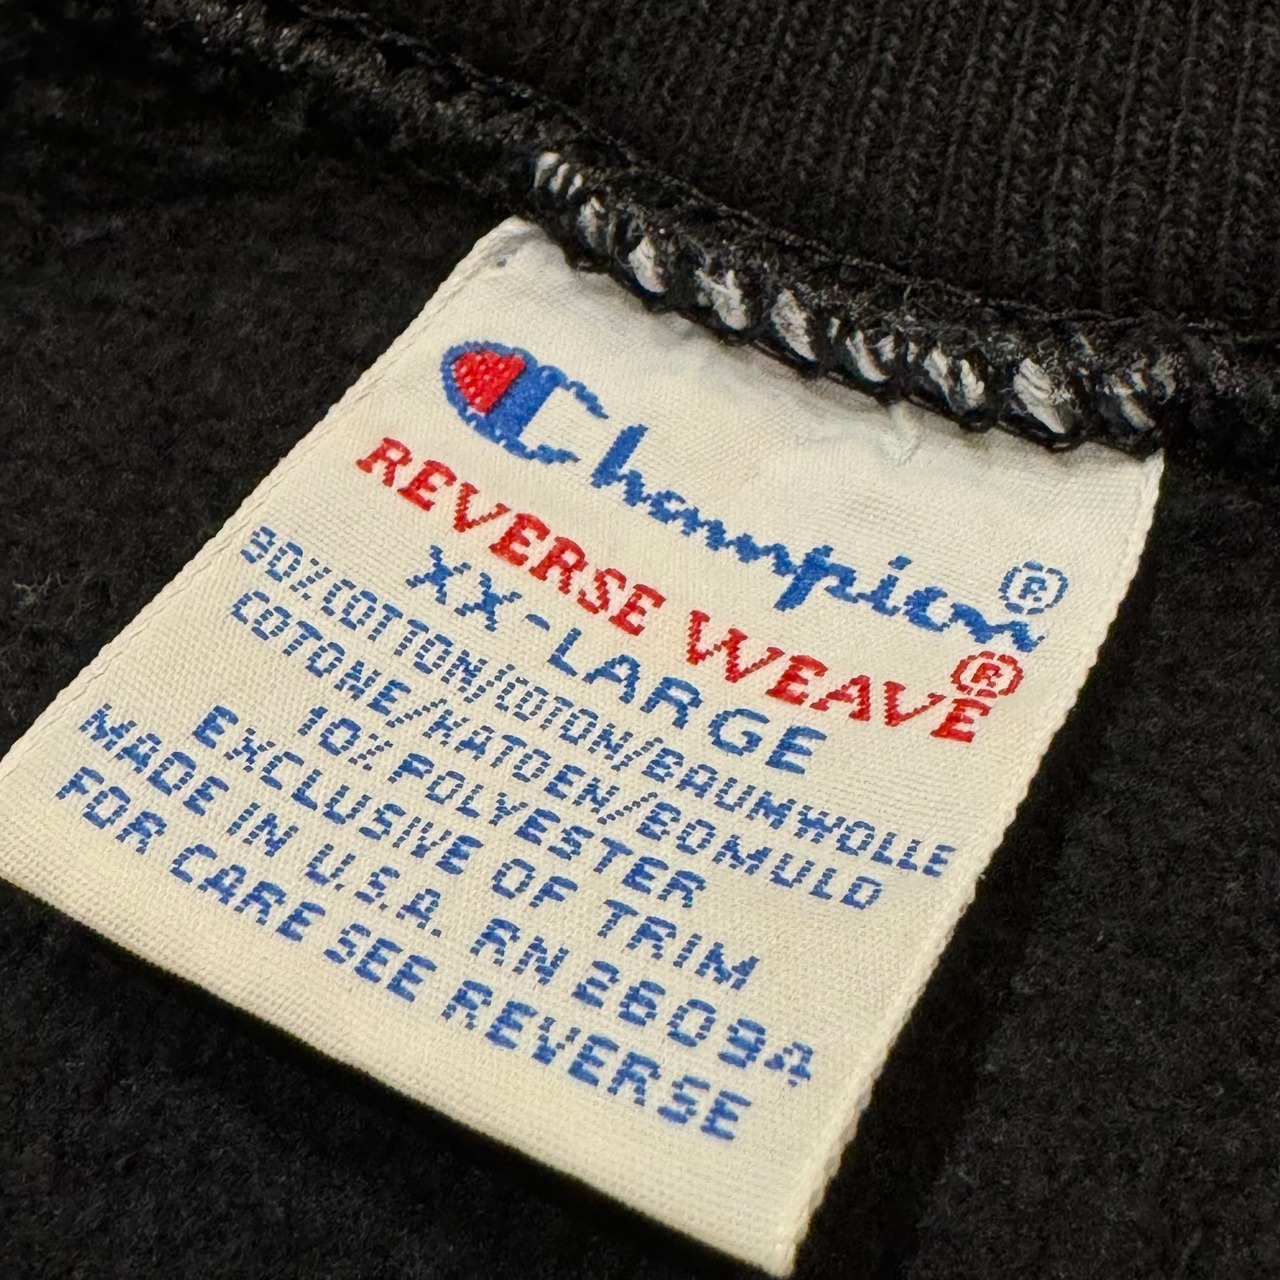 Champion®
REVERSE WEAVE®
XX-LARGE
90%COTTON/COTON/BAUMWOLLE
COTONE/KATOEN/BOMULD
10% POLYESTER
EXCLUSIVE OF TRIM
MADE IN U.S.A. RN 26094
FOR CARE SEE REVERSE